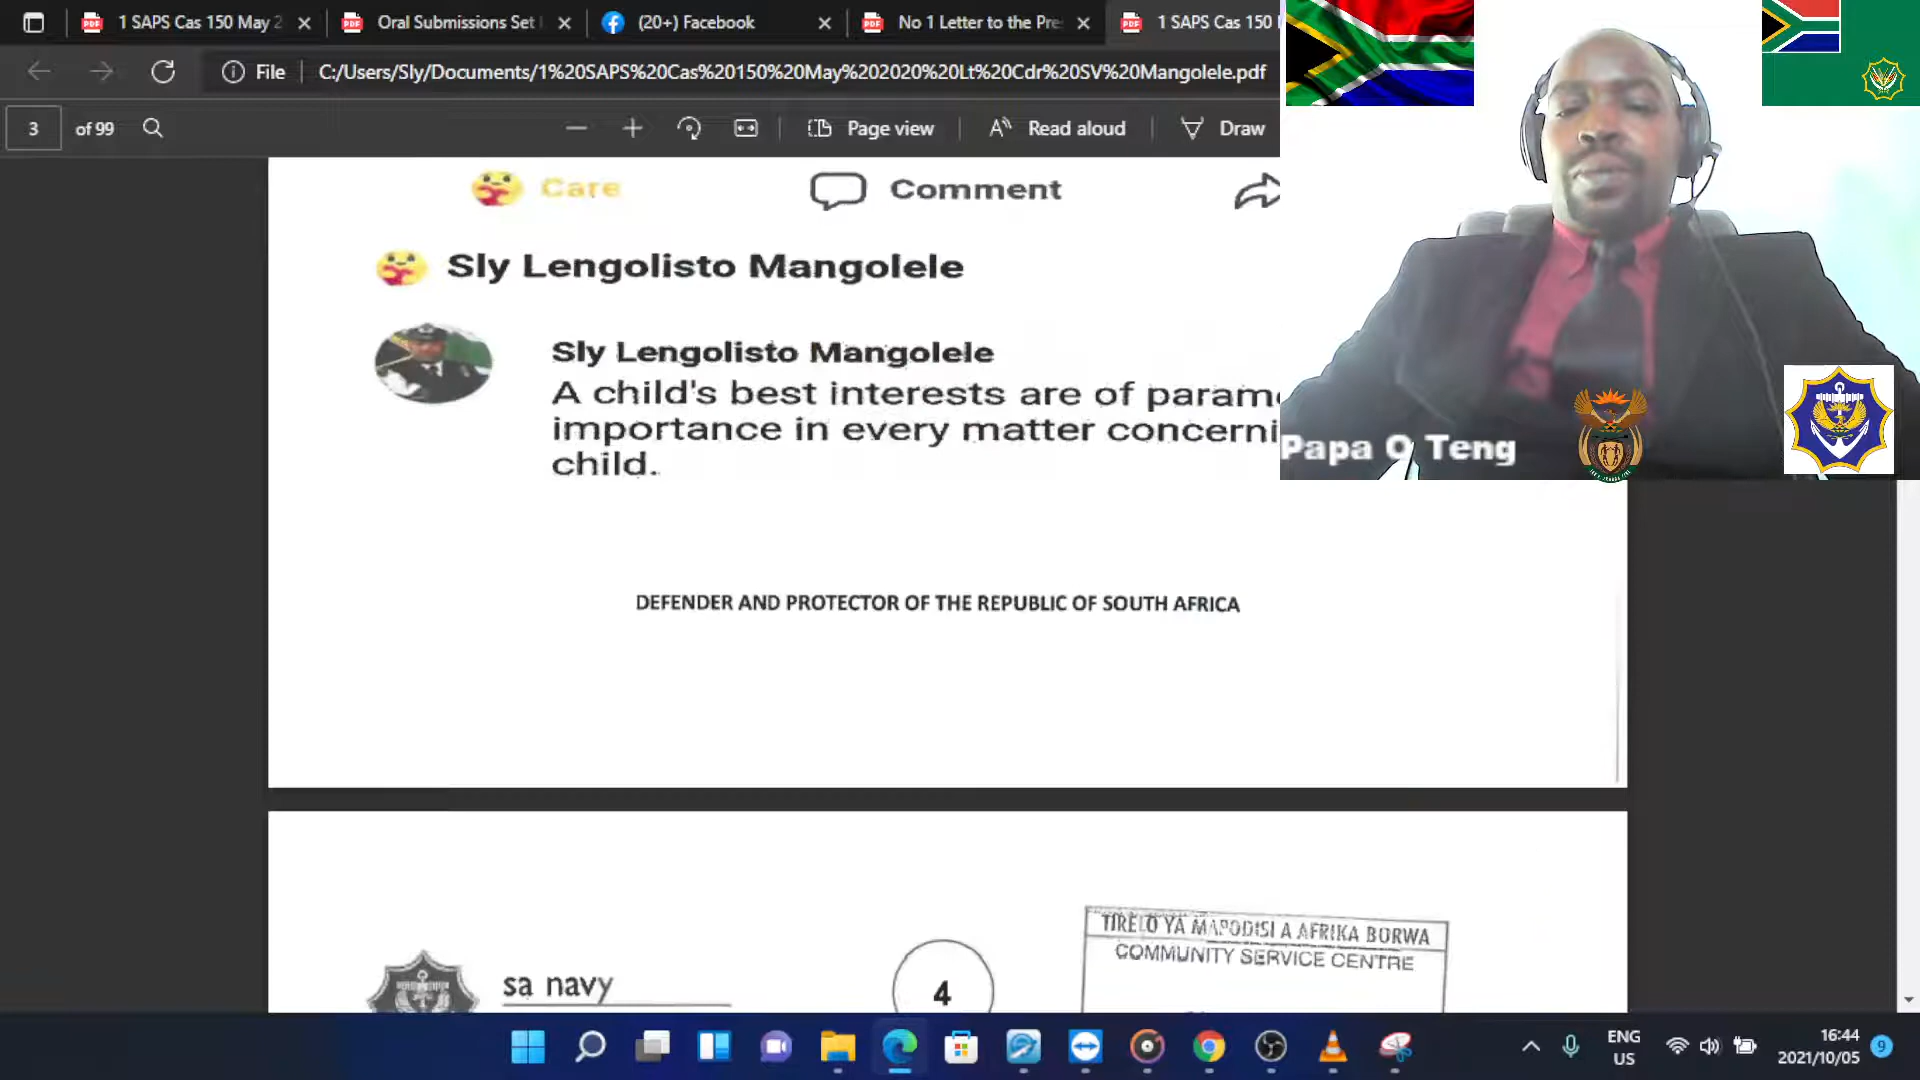 1 SAPS Cas 150 May 2
Oral Submissions Set
(20+) Facebook
No 1 Letter to the Pre
1 SAPS Cas 150
File
C:/Users/Sly/Documents/1%20SAPS%20Cas%20150%20May%202020%20Lt%20Cdr%20SV%20Mangolele.pdf
3
of 99
Page view
Read aloud
Draw
Care
Comment
Sly Lengolisto Mangolele
Sly Lengolisto Mangolele
A child's best interests are of param
importance in every matter concerni
child.
Papa O Teng
DEFENDER AND PROTECTOR OF THE REPUBLIC OF SOUTH AFRICA
sa navy
4
TIRELO YA MAPODISI A AFRIKA BORWA
COMMUNITY SERVICE CENTRE
ENG
US
16:44
2021/10/05
9